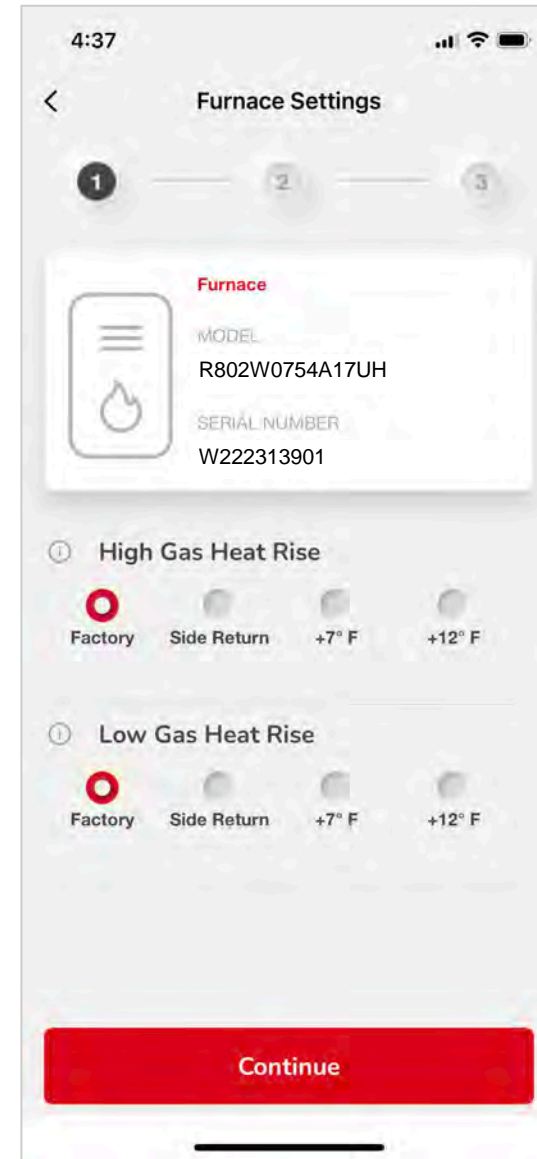 4:37
Furnace Settings
1 2 3
Furnace
MODEL
R802W0754A17UH
SERIAL NUMBER
W222313901
High Gas Heat Rise
Factory Side Return +7° F +12° F
Low Gas Heat Rise
Factory Side Return +7° F +12° F
Continue